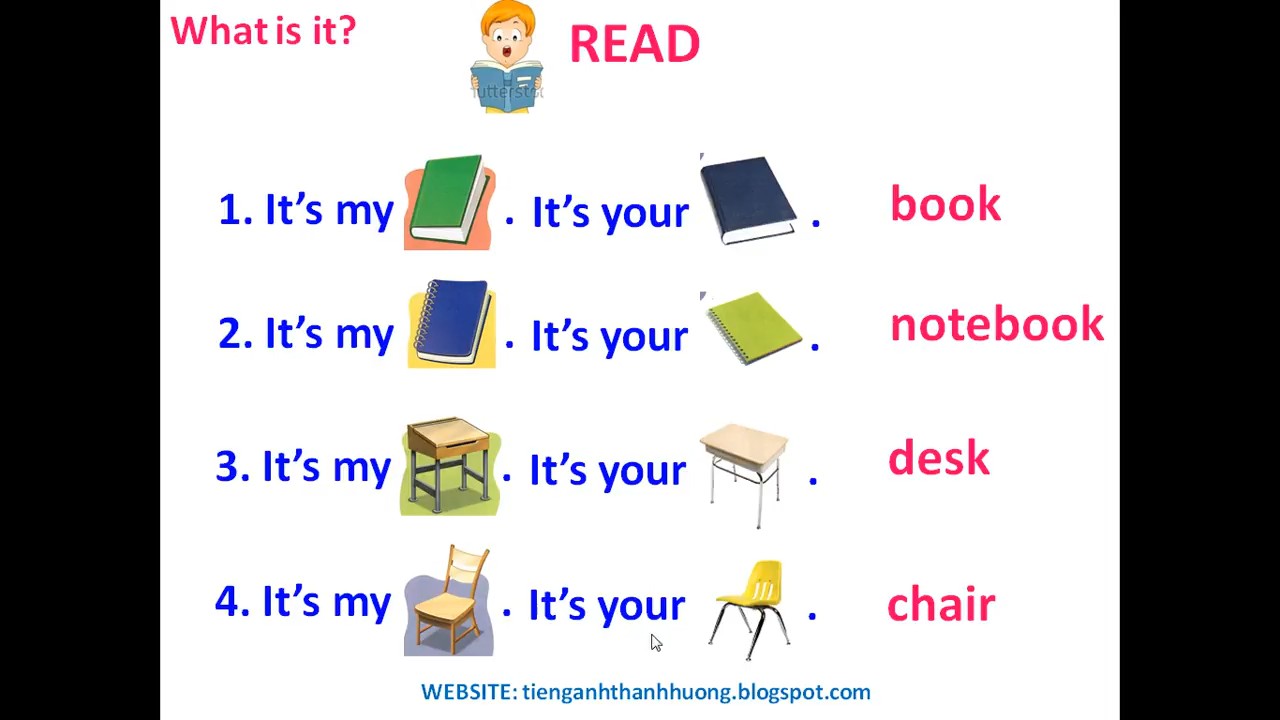 What is it?
READ
1. It's my . It's your . book
2. It's my . It's your . notebook
3. It's my . It's your . desk
4. It's my . It's your . chair
WEBSITE: tienganhthanhhuong.blogspot.com